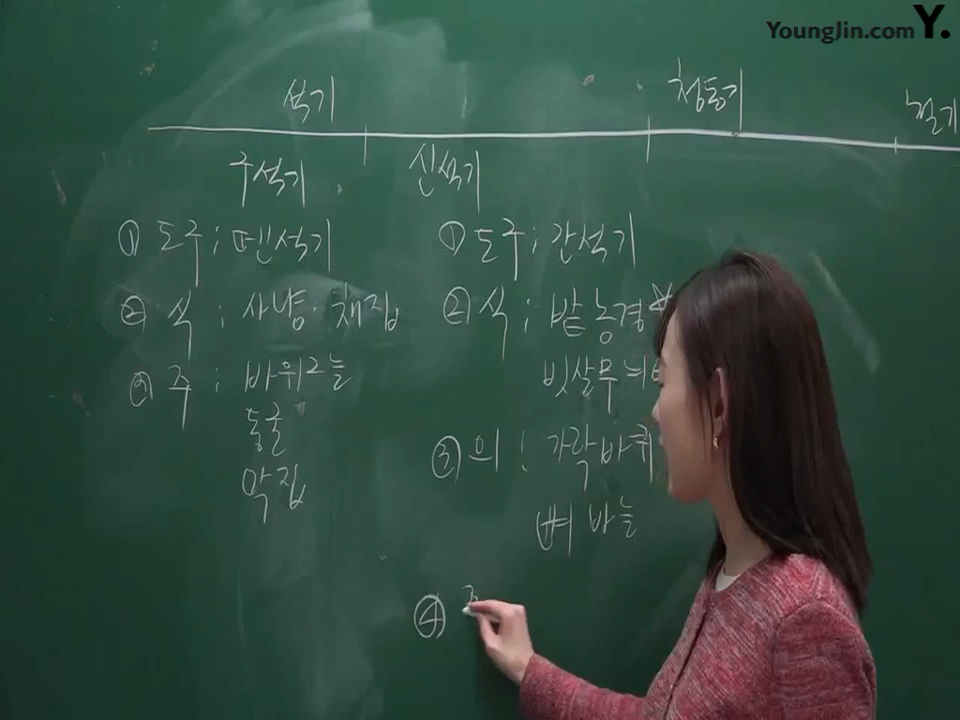 YoungJin.com Y.
석기 청동기 철기
구석기 신석기
① 도구; 뗀석기
② 식; 사냥·채집
③ 주; 바위그늘
동굴
막집
① 도구; 간석기
② 식; 밭농경
빗살무늬
③ 의; 가락바퀴
뼈바늘
④